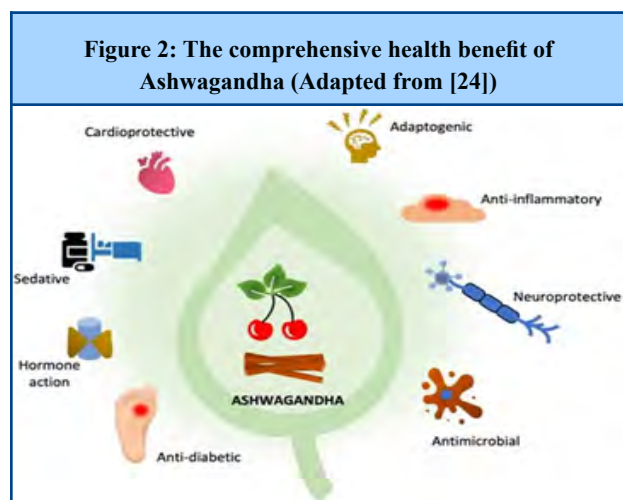 Figure 2: The comprehensive health benefit of
Ashwagandha (Adapted from [24])
Cardioprotective
Adaptogenic
Anti-inflammatory
Sedative
Neuroprotective
Hormone
action
ASHWAGANDHA
Anti-diabetic
Antimicrobial